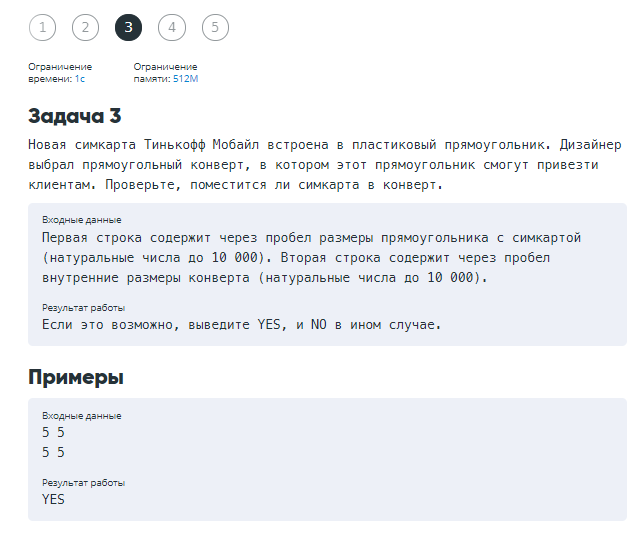 1 2 3 4 5
Ограничение Ограничение
времени: 1с памяти: 512M
Задача 3
Новая симкарта Тинькофф Мобайл встроена в пластиковый прямоугольник. Дизайнер
выбрал прямоугольный конверт, в котором этот прямоугольник смогут привезти
клиентам. Проверьте, поместится ли симкарта в конверт.
Входные данные
Первая строка содержит через пробел размеры прямоугольника с симкартой
(натуральные числа до 10 000). Вторая строка содержит через пробел
внутренние размеры конверта (натуральные числа до 10 000).
Результат работы
Если это возможно, выведите YES, и NO в ином случае.
Примеры
Входные данные
5 5
5 5
Результат работы
YES